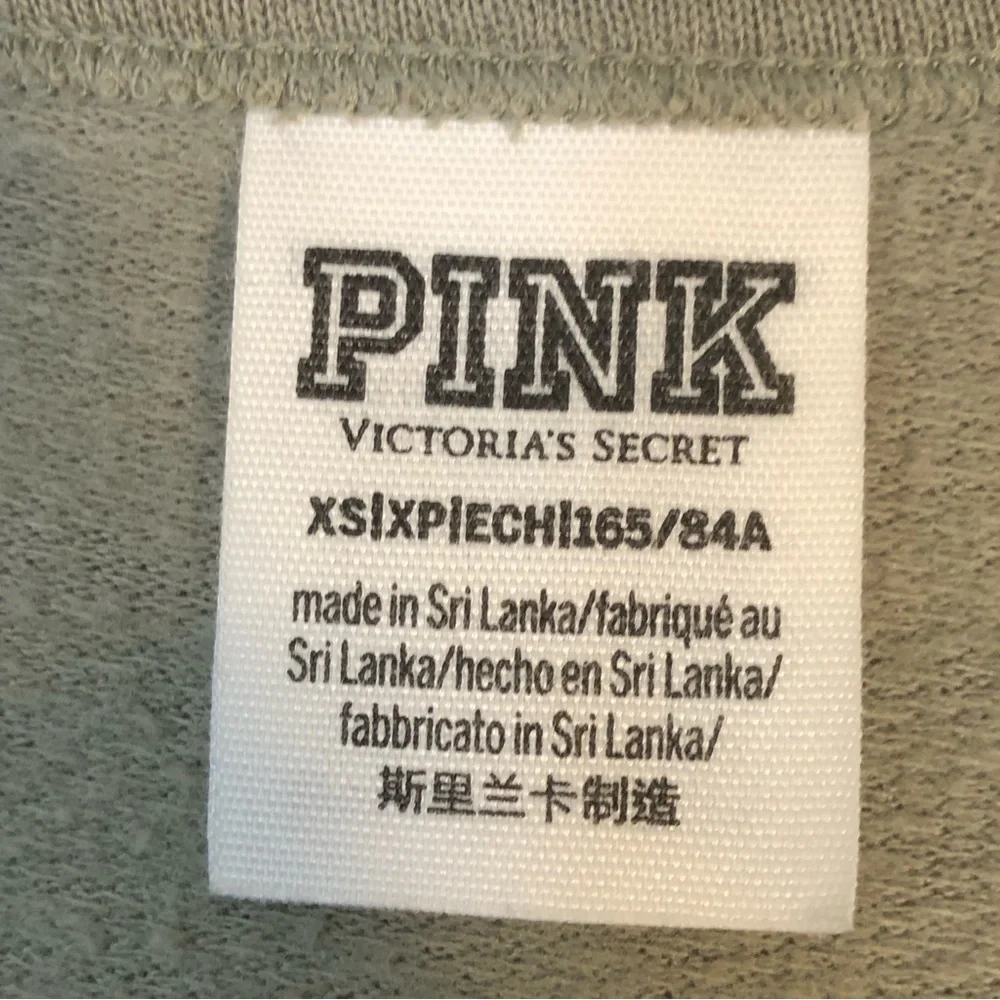 PINK
VICTORIA'S SECRET
XS|XP|ECH|165/84A
made in Sri Lanka/fabriqué au
Sri Lanka/hecho en Sri Lanka/
fabbricato in Sri Lanka/
斯里兰卡制造